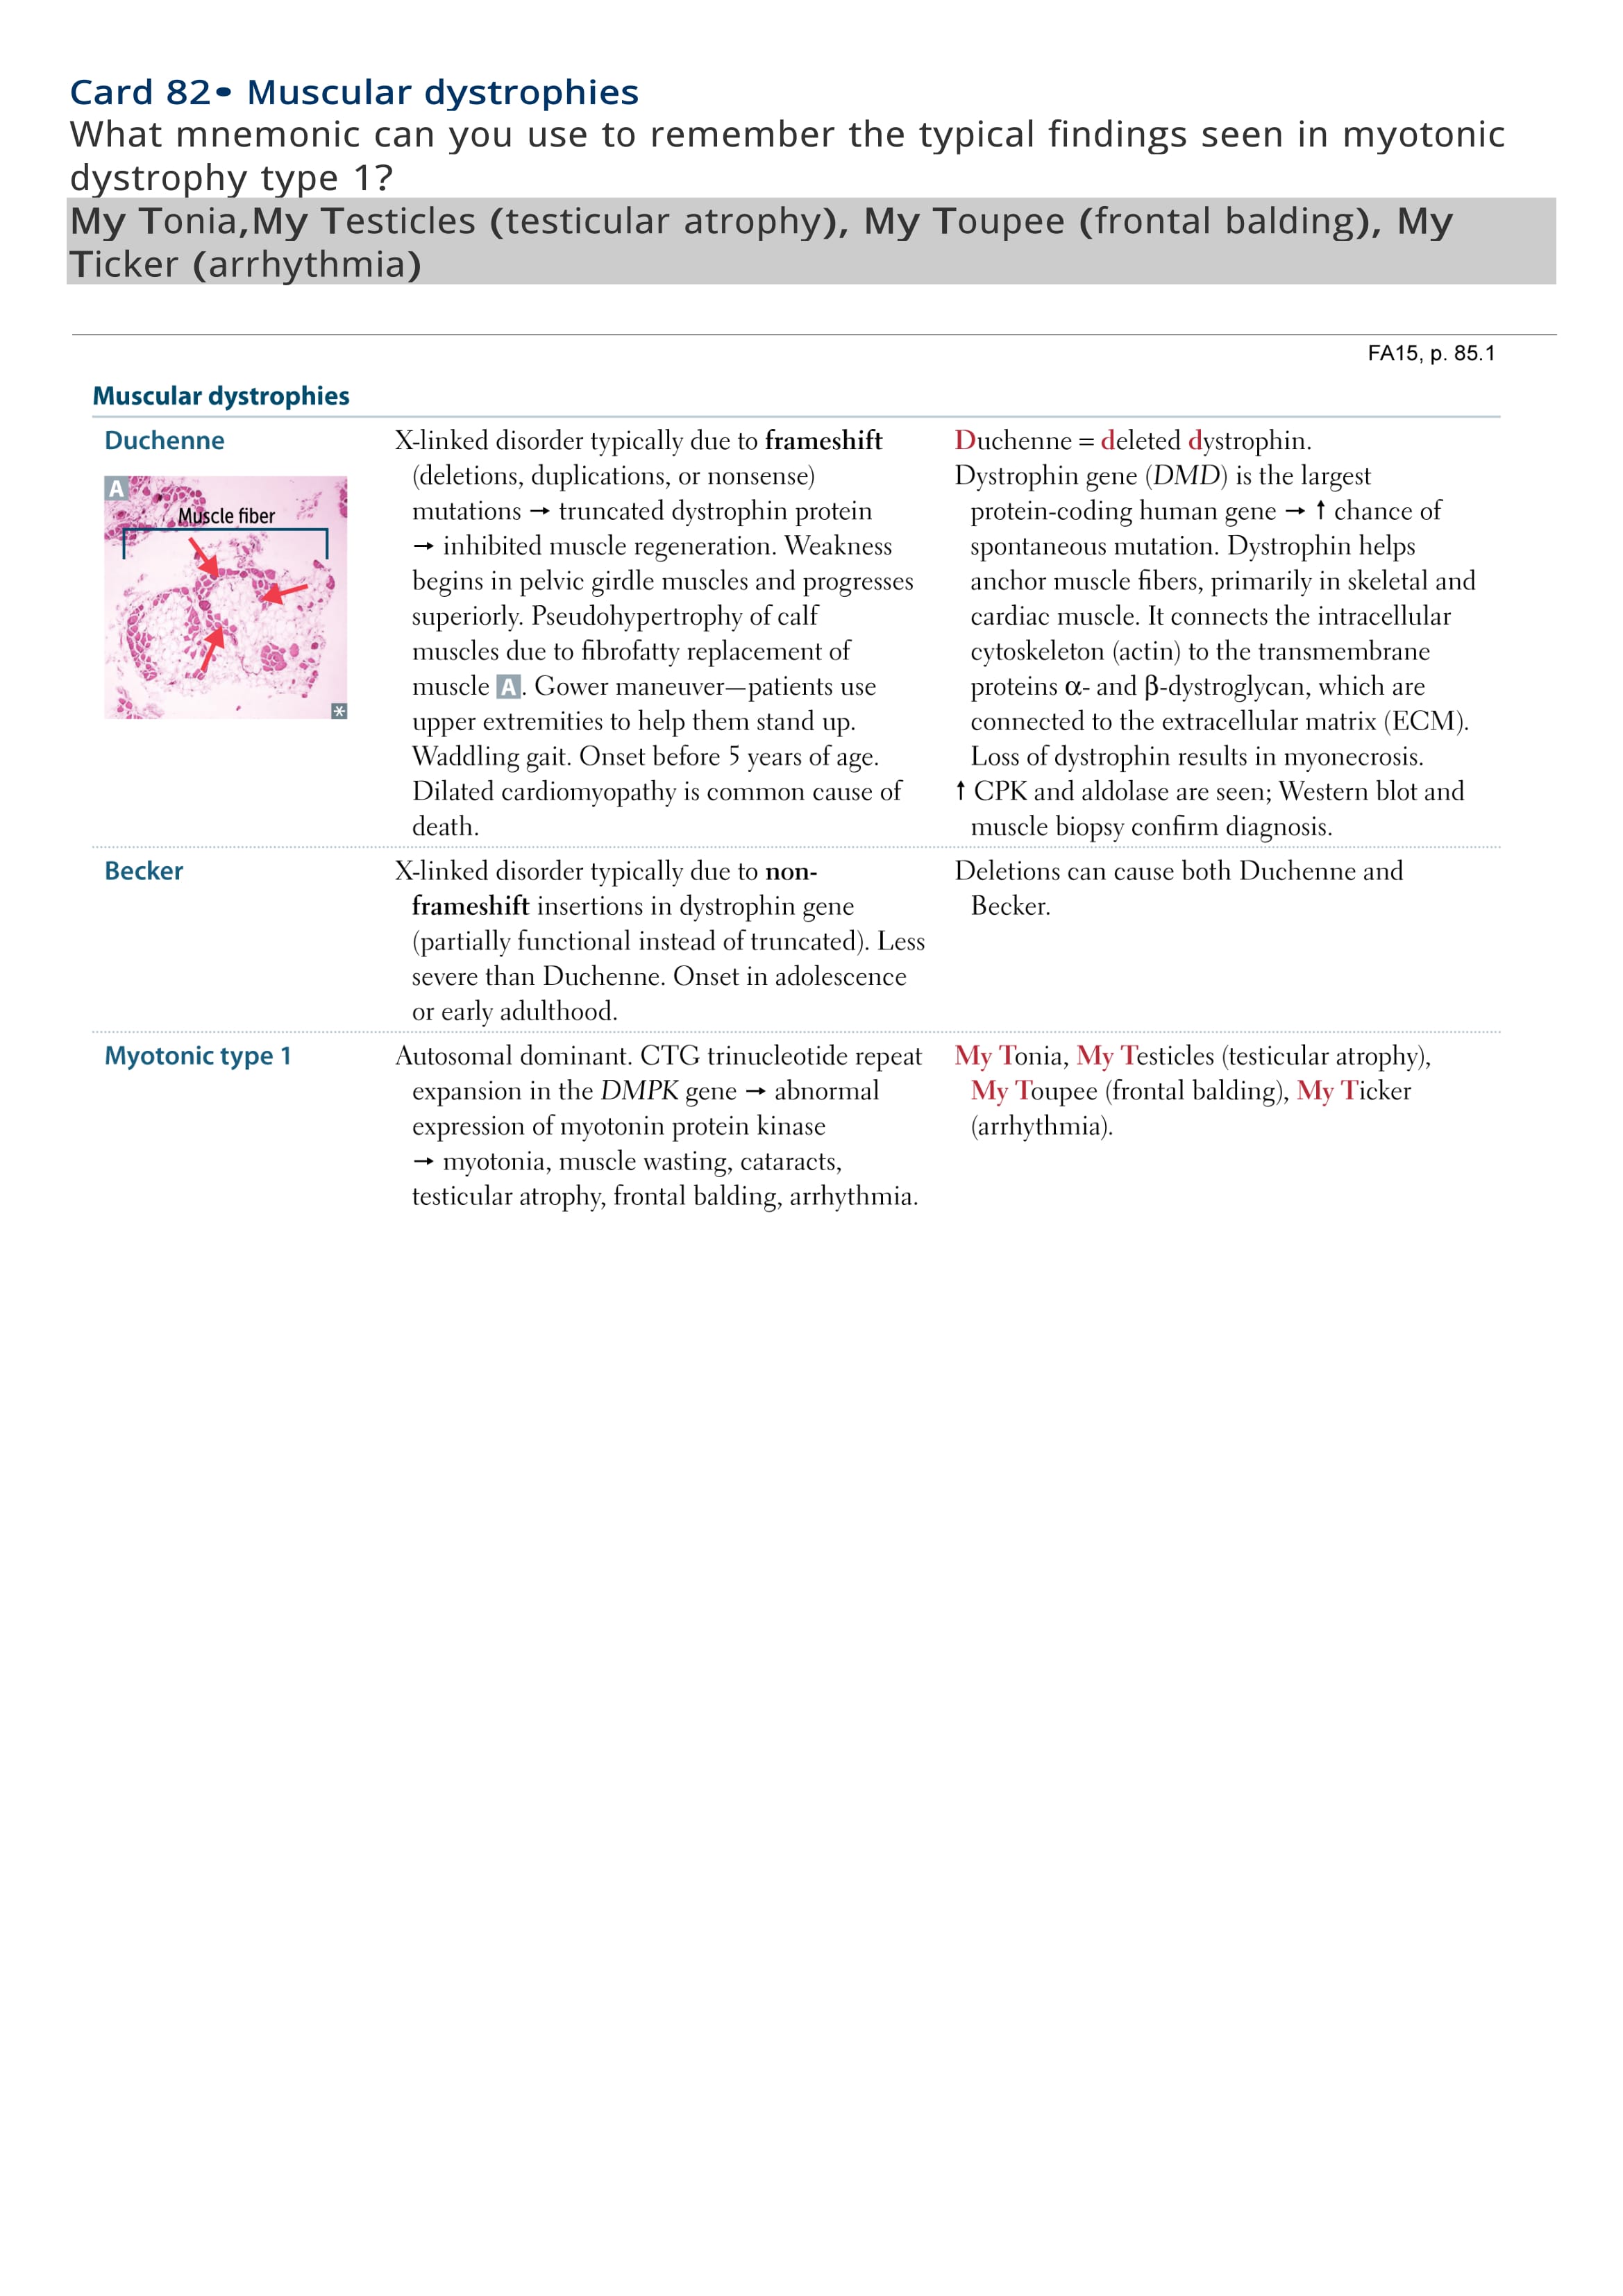 Card 82• Muscular dystrophies
What mnemonic can you use to remember the typical findings seen in myotonic
dystrophy type 1?
My Tonia,My Testicles (testicular atrophy), My Toupee (frontal balding), My
Ticker (arrhythmia)
FA15, p. 85.1
Muscular dystrophies
Duchenne
A
Muscle fiber
*
X-linked disorder typically due to frameshift
(deletions, duplications, or nonsense)
mutations → truncated dystrophin protein
→ inhibited muscle regeneration. Weakness
begins in pelvic girdle muscles and progresses
superiorly. Pseudohypertrophy of calf
muscles due to fibrofatty replacement of
muscle A. Gower maneuver—patients use
upper extremities to help them stand up.
Waddling gait. Onset before 5 years of age.
Dilated cardiomyopathy is common cause of
death.
Duchenne = deleted dystrophin.
Dystrophin gene (DMD) is the largest
protein-coding human gene → ↑ chance of
spontaneous mutation. Dystrophin helps
anchor muscle fibers, primarily in skeletal and
cardiac muscle. It connects the intracellular
cytoskeleton (actin) to the transmembrane
proteins α- and β-dystroglycan, which are
connected to the extracellular matrix (ECM).
Loss of dystrophin results in myonecrosis.
↑ CPK and aldolase are seen; Western blot and
muscle biopsy confirm diagnosis.
Becker
X-linked disorder typically due to non-
frameshift insertions in dystrophin gene
(partially functional instead of truncated). Less
severe than Duchenne. Onset in adolescence
or early adulthood.
Deletions can cause both Duchenne and
Becker.
Myotonic type 1
Autosomal dominant. CTG trinucleotide repeat
expansion in the DMPK gene → abnormal
expression of myotonin protein kinase
→ myotonia, muscle wasting, cataracts,
testicular atrophy, frontal balding, arrhythmia.
My Tonia, My Testicles (testicular atrophy),
My Toupee (frontal balding), My Ticker
(arrhythmia).